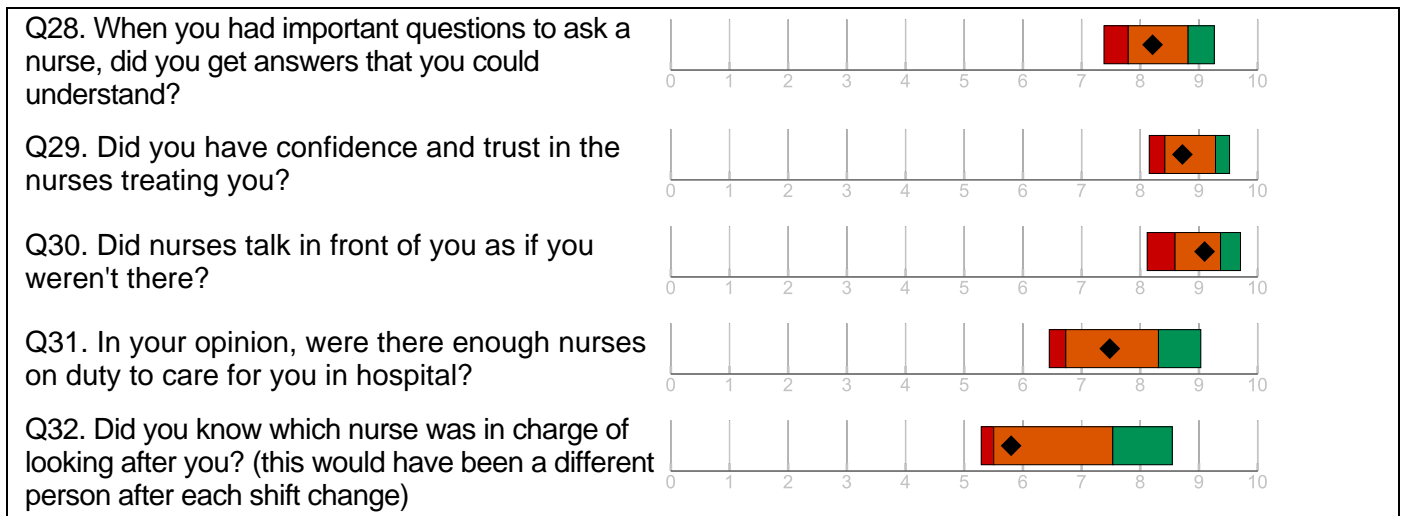 Q28. When you had important questions to ask a
nurse, did you get answers that you could
understand?
0 1 2 3 4 5 6 7 8 9 10
Q29. Did you have confidence and trust in the
nurses treating you?
0 1 2 3 4 5 6 7 8 9 10
Q30. Did nurses talk in front of you as if you
weren't there?
0 1 2 3 4 5 6 7 8 9 10
Q31. In your opinion, were there enough nurses
on duty to care for you in hospital?
0 1 2 3 4 5 6 7 8 9 10
Q32. Did you know which nurse was in charge of
looking after you? (this would have been a different
person after each shift change)
0 1 2 3 4 5 6 7 8 9 10